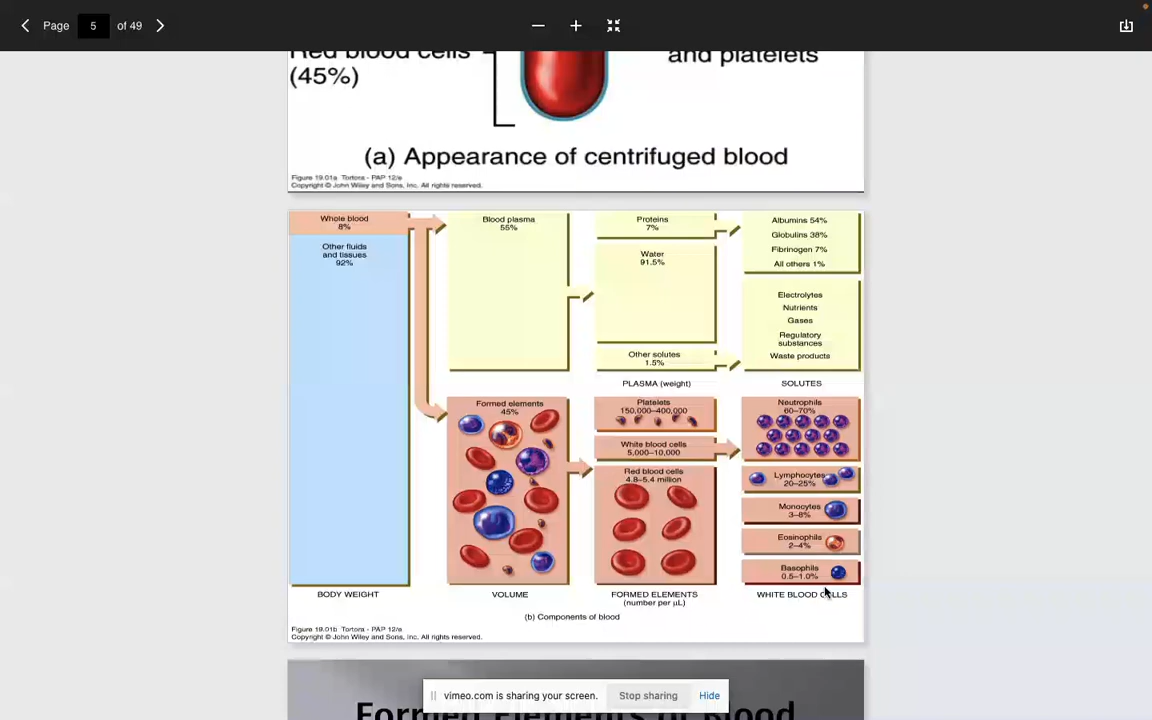 Page 5 of 49
Red blood cells
(45%)
and platelets
(a) Appearance of centrifuged blood
Figure 19.01a Tortora - PAP 12/e
Copyright © John Wiley and Sons, Inc. All rights reserved.
Whole blood
8%
Other fluids
and tissues
92%
BODY WEIGHT
Blood plasma
55%
Formed elements
45%
VOLUME
Proteins
7%
Water
91.5%
Other solutes
1.5%
PLASMA (weight)
Albumins 54%
Globulins 38%
Fibrinogen 7%
All others 1%
Electrolytes
Nutrients
Gases
Regulatory
substances
Waste products
SOLUTES
Platelets
150,000–400,000
White blood cells
5,000–10,000
Red blood cells
4.8–5.4 million
FORMED ELEMENTS
(number per µL)
Neutrophils
60–70%
Lymphocytes
20–25%
Monocytes
3–8%
Eosinophils
2–4%
Basophils
0.5–1.0%
WHITE BLOOD CELLS
(b) Components of blood
Figure 19.01b Tortora - PAP 12/e
Copyright © John Wiley and Sons, Inc. All rights reserved.
Formed Elements of Blood
vimeo.com is sharing your screen.
Stop sharing
Hide